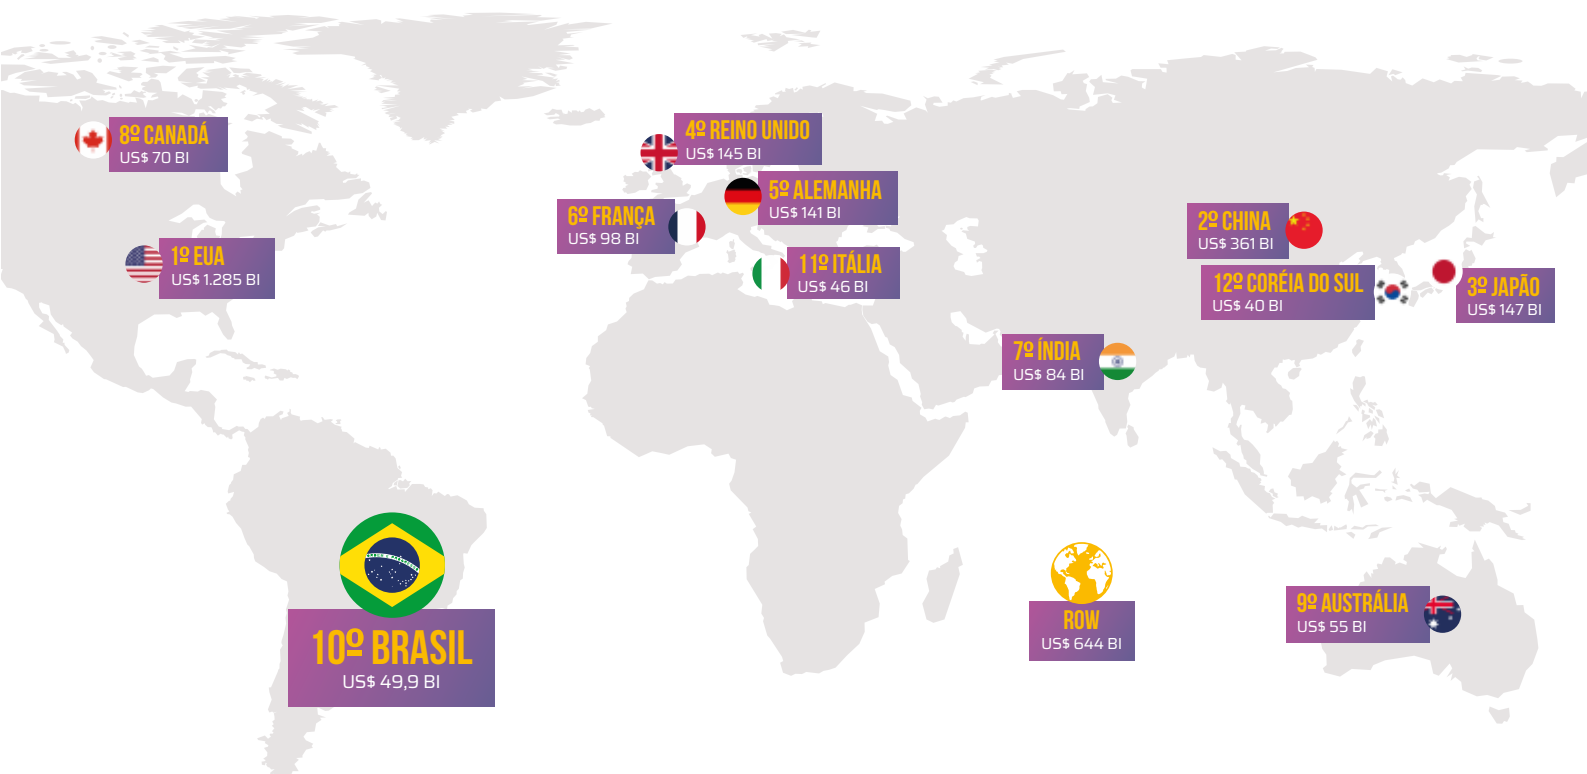 8º CANADÁ
US$ 70 BI
4º REINO UNIDO
US$ 145 BI
5º ALEMANHA
US$ 141 BI
6º FRANÇA
US$ 98 BI
2º CHINA
US$ 361 BI
1º EUA
US$ 1.285 BI
11º ITÁLIA
US$ 46 BI
12º CORÉIA DO SUL
US$ 40 BI
3º JAPÃO
US$ 147 BI
7º ÍNDIA
US$ 84 BI
9º AUSTRÁLIA
US$ 55 BI
ROW
US$ 644 BI
10º BRASIL
US$ 49,9 BI